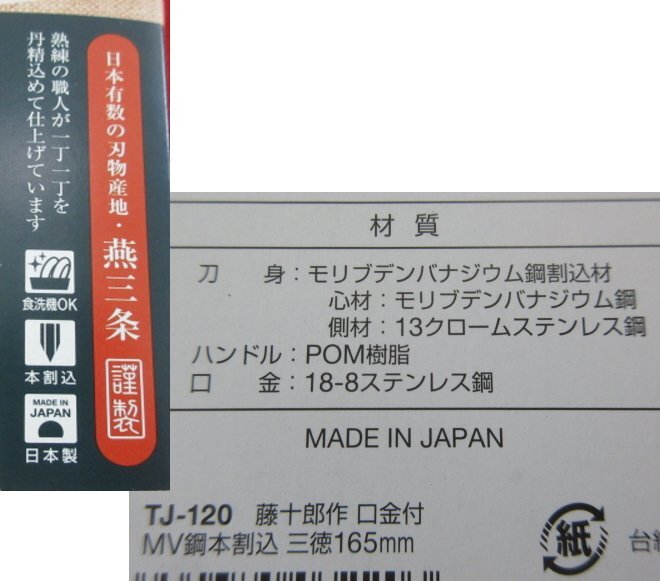 日本有数の刃物産地・燕三条
謹製
熟練の職人が一丁一丁を
丹精込めて仕上げています
食洗機OK
本割込
MADE IN
JAPAN
日本製
材質
刀身：モリブデンバナジウム鋼割込材
心材：モリブデンバナジウム鋼
側材：13クロームステンレス鋼
ハンドル：POM樹脂
口金：18-8ステンレス鋼
MADE IN JAPAN
TJ-120 藤十郎作 口金付
MV鋼本割込 三徳165mm
紙
台紙